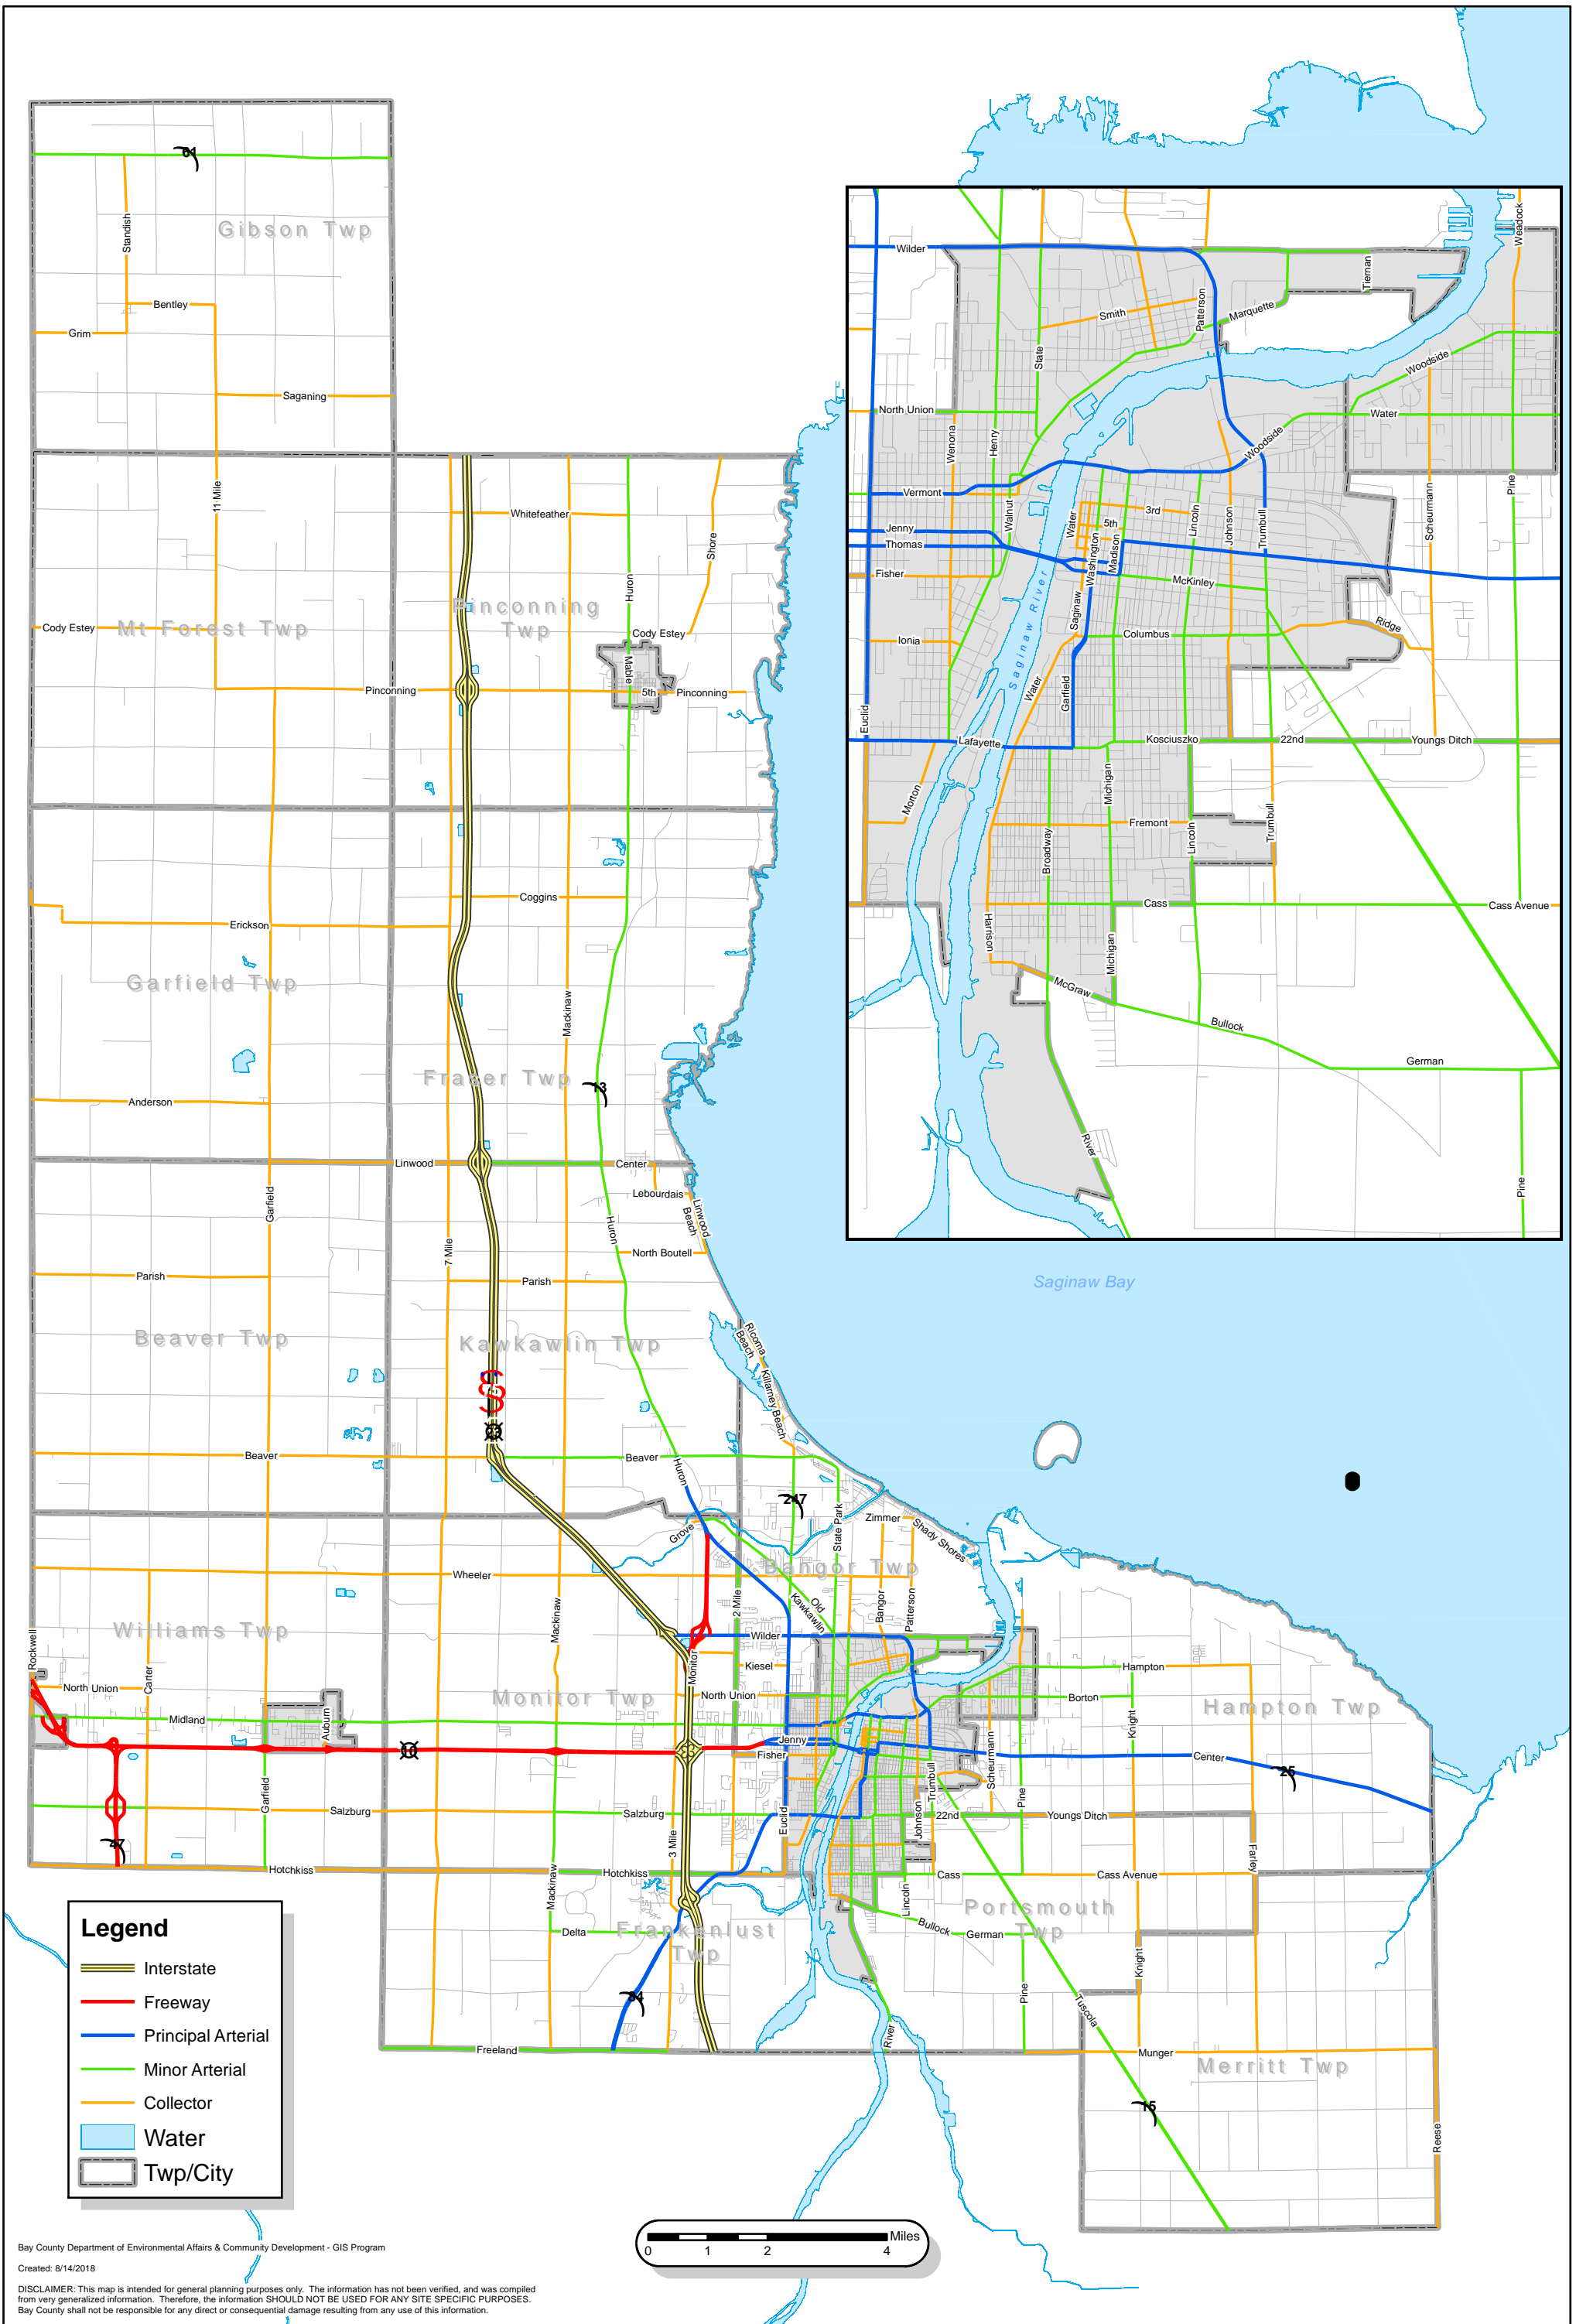 61
Standish
Gibson Twp
Bentley
Grim
Saganing
11 Mile
Whitefeather
Shore
Huron
Pinconning
Twp
Cody Estey
Mt Forest Twp
Cody Estey
Mable
Pinconning
5th
Pinconning
Coggins
Erickson
Garfield Twp
Mackinaw
Fraser Twp
13
Anderson
Linwood
Center
Lebourdais
Linwood
Beach
Garfield
Huron
7 Mile
North Boutell
Parish
Parish
Beaver Twp
Kawkawlin Twp
Ricoma
Beach
Killarney Beach
Saginaw Bay
Beaver
Beaver
Huron
247
State Park
Grove
Zimmer
Shady Shores
Bangor Twp
Wheeler
2 Mile
Old
Kawkawlin
Bangor
Patterson
Williams Twp
Mackinaw
Rockwell
Wilder
Carter
Monitor
Kiesel
North Union
Monitor Twp
North Union
Hampton
Borton
Hampton Twp
Knight
Midland
Auburn
10
Jenny
Fisher
Scheurmann
Center
25
Garfield
Salzburg
Salzburg
Euclid
Trumbull
Johnson
Pine
22nd
Youngs Ditch
47
3 Mile
Farley
Hotchkiss
Hotchkiss
Cass
Cass Avenue
Mackinaw
Lincoln
Portsmouth
Twp
Delta
Frankenlust
Twp
Bullock
German
Knight
84
Pine
Tuscola
River
Freeland
Munger
Merritt Twp
15
Reese
Wilder
Weadock
Tiernan
Smith
Patterson
Marquette
State
Woodside
North Union
Water
Wenona
Henry
Woodside
Vermont
Walnut
Water
3rd
5th
Lincoln
Johnson
Trumbull
Scheurmann
Pine
Jenny
Thomas
Washington
Madison
Fisher
McKinley
Saginaw
Saginaw River
Columbus
Ridge
Ionia
Water
Garfield
Euclid
Lafayette
Kosciuszko
22nd
Youngs Ditch
Morton
Michigan
Broadway
Fremont
Lincoln
Trumbull
Cass
Cass Avenue
Harrison
Michigan
McGraw
Bullock
German
River
Pine
Legend
Interstate
Freeway
Principal Arterial
Minor Arterial
Collector
Water
Twp/City
Miles
0 1 2 4
Bay County Department of Environmental Affairs & Community Development - GIS Program
Created: 8/14/2018
DISCLAIMER: This map is intended for general planning purposes only. The information has not been verified, and was compiled
from very generalized information. Therefore, the information SHOULD NOT BE USED FOR ANY SITE SPECIFIC PURPOSES.
Bay County shall not be responsible for any direct or consequential damage resulting from any use of this information.